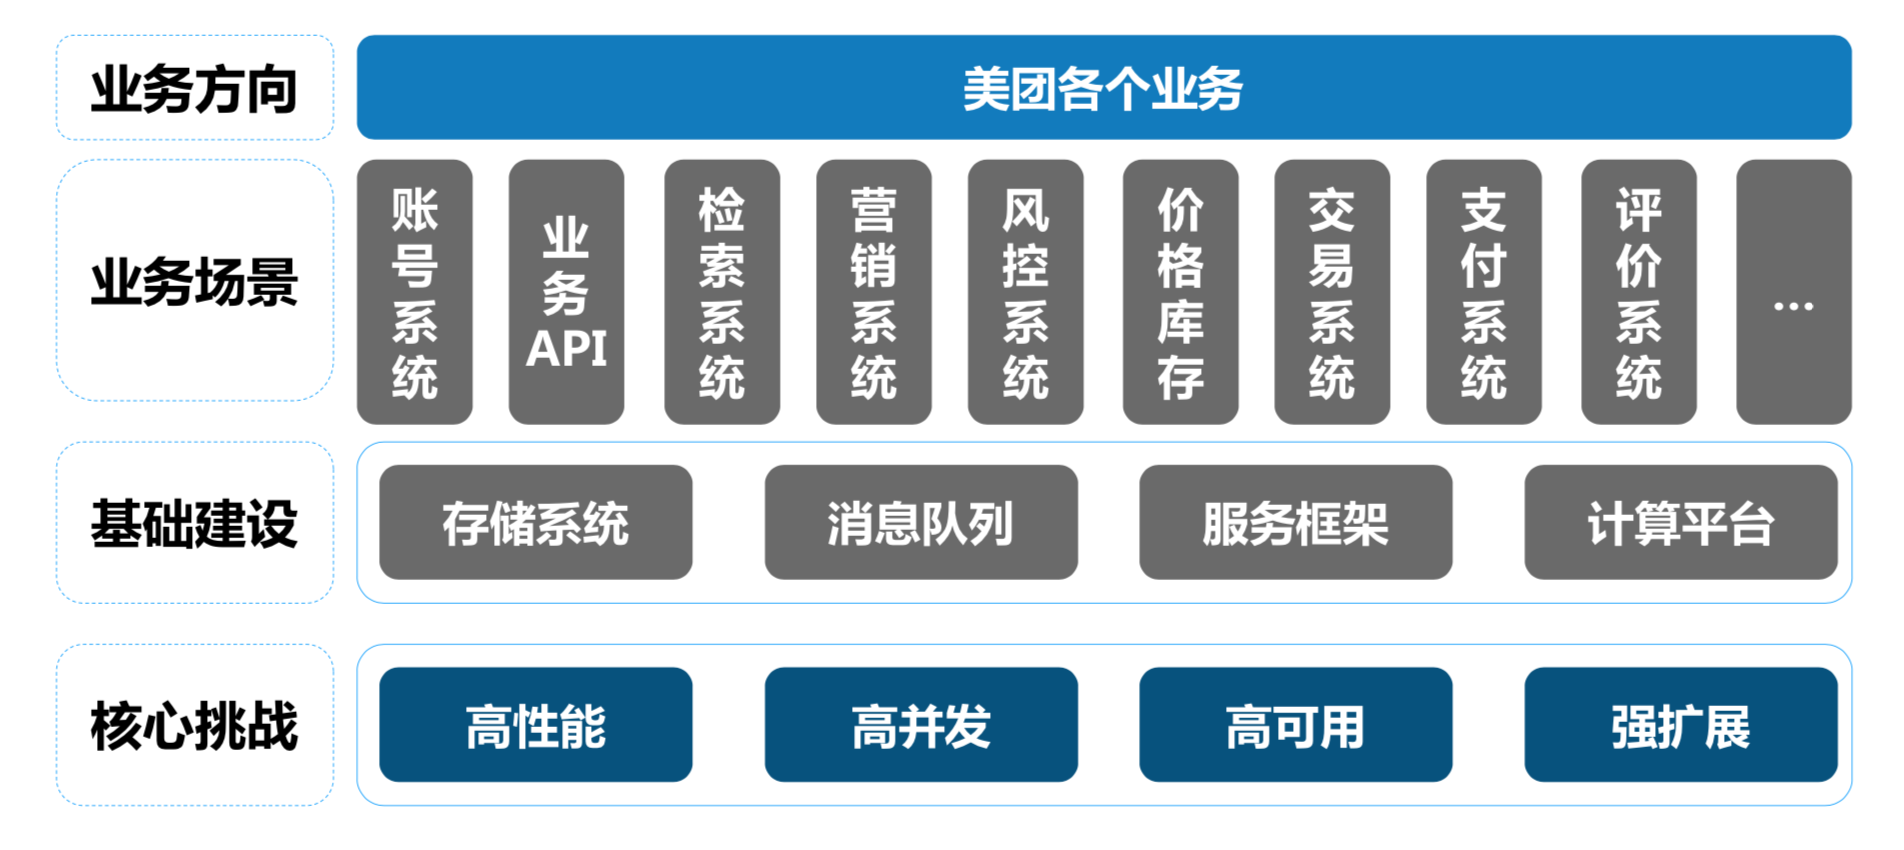 业务方向
美团各个业务
业务场景
账号系统
业务API
检索系统
营销系统
风控系统
价格库存
交易系统
支付系统
评价系统
...
基础建设
存储系统
消息队列
服务框架
计算平台
核心挑战
高性能
高并发
高可用
强扩展